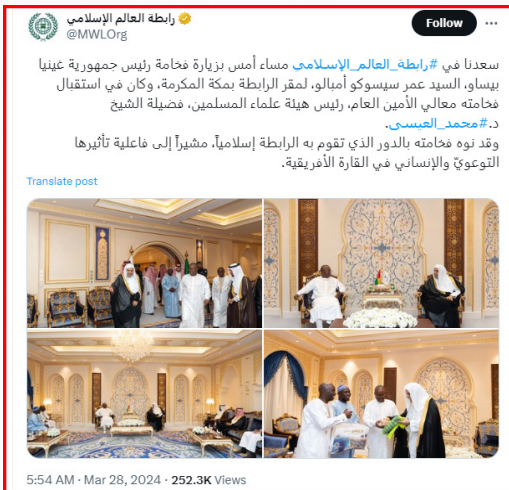 رابطة العالم الإسلامي
@MWLOrg
Follow
سعدنا في #رابطة_العالم_الإسلامي مساء أمس بزيارة فخامة رئيس جمهورية غينيا
بيساو، السيد عمر سيسوكو أمبالو، لمقر الرابطة بمكة المكرمة، وكان في استقبال
فخامته معالي الأمين العام، رئيس هيئة علماء المسلمين، فضيلة الشيخ
د.#محمد_العيسى.
وقد نوه فخامته بالدور الذي تقوم به الرابطة إسلامياً، مشيراً إلى فاعلية تأثيرها
التوعويّ والإنساني في القارة الأفريقية.
Translate post
5:54 AM · Mar 28, 2024 · 252.3K Views